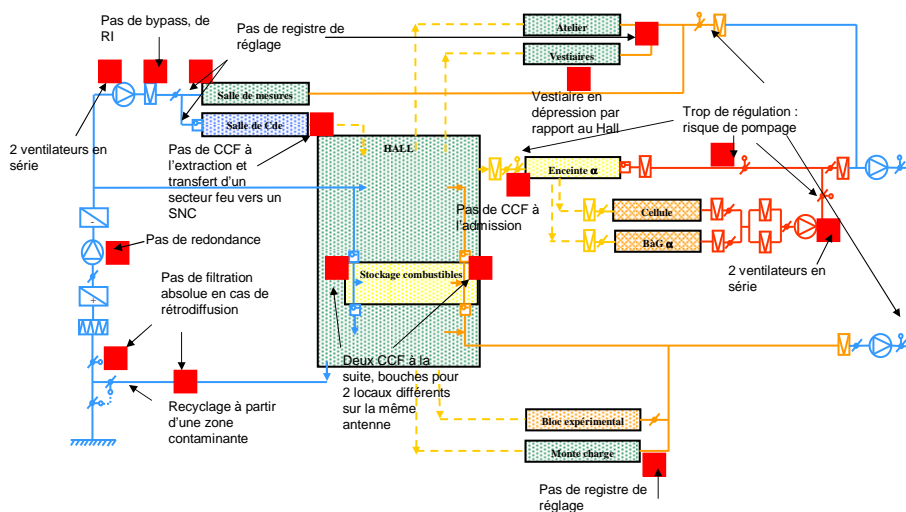 Pas de bypass, de
RI
Pas de registre de
réglage
Atelier
Vestiaires
Vestiaire en
dépression par
rapport au Hall
Trop de régulation :
risque de pompage
Salle de mesures
Salle de Cde
2 ventilateurs en
série
Pas de CCF à
l'extraction et
transfert d'un
secteur feu vers un
SNC
HALL
Enceinte α
Pas de CCF à
l'admission
Cellule
BàG α
2 ventilateurs en
série
-
Pas de redondance
+
Stockage combustibles
Pas de filtration
absolue en cas de
rétrodiffusion
Deux CCF à la
suite, bouches pour
2 locaux différents
sur la même
antenne
Recyclage à partir
d'une zone
contaminante
Bloc expérimental
Monte charge
Pas de registre de
réglage